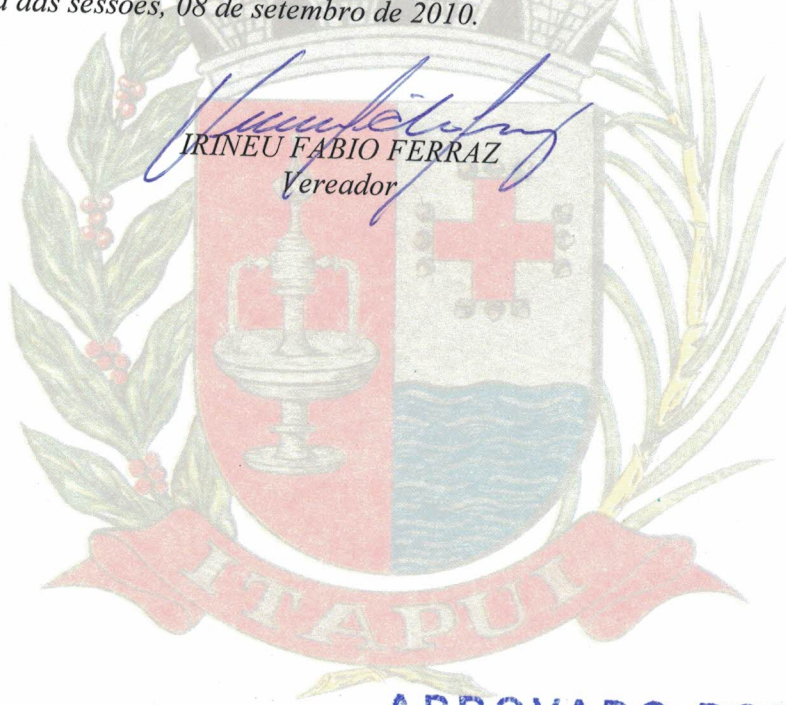 das sessões, 08 de setembro de 2010.
IRINEU FABIO FERRAZ
Vereador
ITAPUI
APROVADO